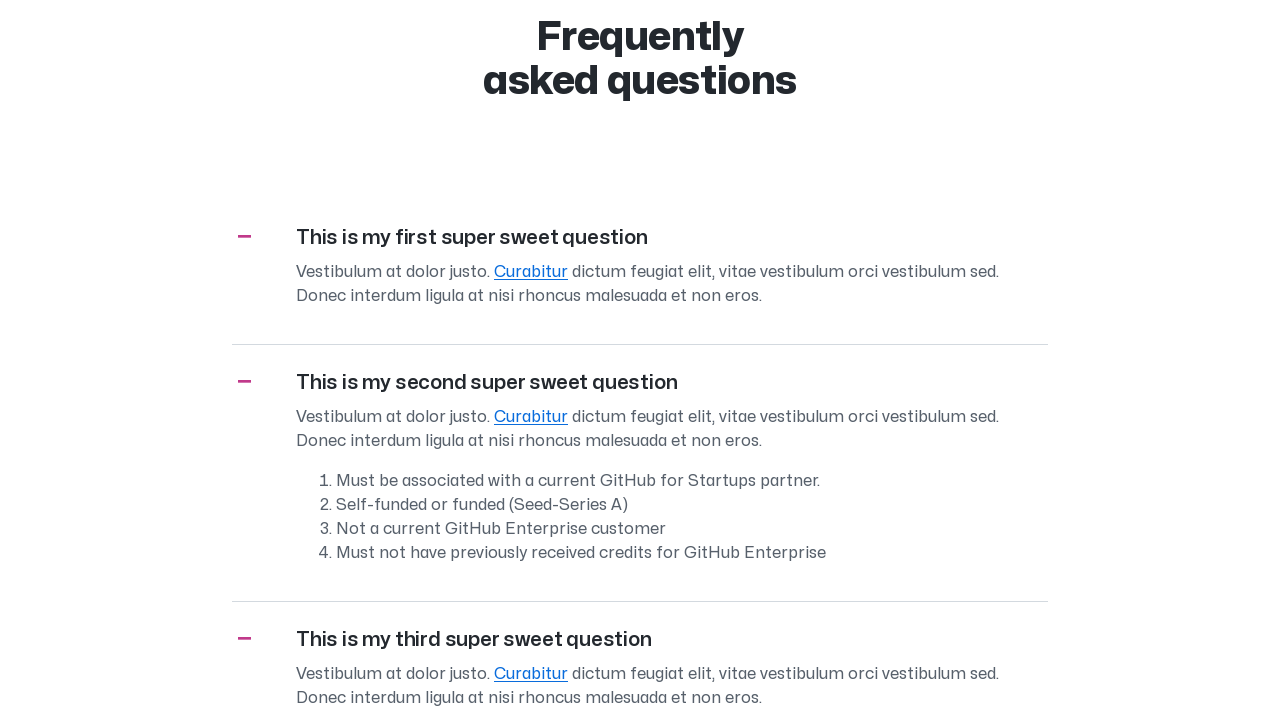 Frequently
asked questions
This is my first super sweet question
Vestibulum at dolor justo. Curabitur dictum feugiat elit, vitae vestibulum orci vestibulum sed.
Donec interdum ligula at nisi rhoncus malesuada et non eros.
This is my second super sweet question
Vestibulum at dolor justo. Curabitur dictum feugiat elit, vitae vestibulum orci vestibulum sed.
Donec interdum ligula at nisi rhoncus malesuada et non eros.
1. Must be associated with a current GitHub for Startups partner.
2. Self-funded or funded (Seed-Series A)
3. Not a current GitHub Enterprise customer
4. Must not have previously received credits for GitHub Enterprise
This is my third super sweet question
Vestibulum at dolor justo. Curabitur dictum feugiat elit, vitae vestibulum orci vestibulum sed.
Donec interdum ligula at nisi rhoncus malesuada et non eros.